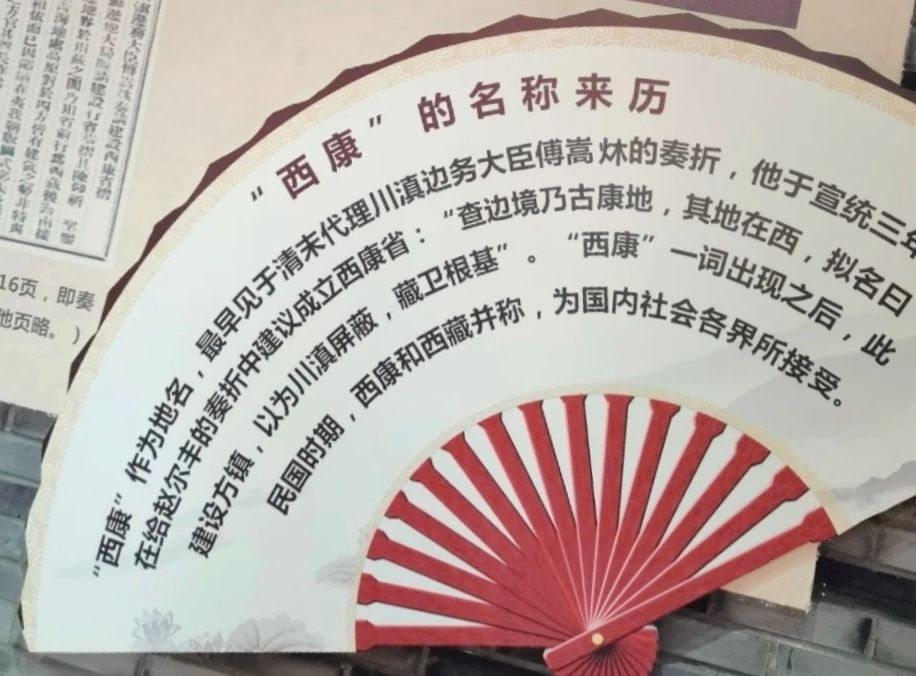 “西康”的名称来历
“西康”作为地名，最早见于清末代理川滇边务大臣傅嵩炑的奏折，他于宣统三年
在给赵尔丰的奏折中建议成立西康省：“查边境乃古康地，其地在西，拟名曰
建设方镇，以为川滇屏蔽，藏卫根基”。“西康”一词出现之后，此
民国时期，西康和西藏并称，为国内社会各界所接受。
16页，即奏
他页略。）